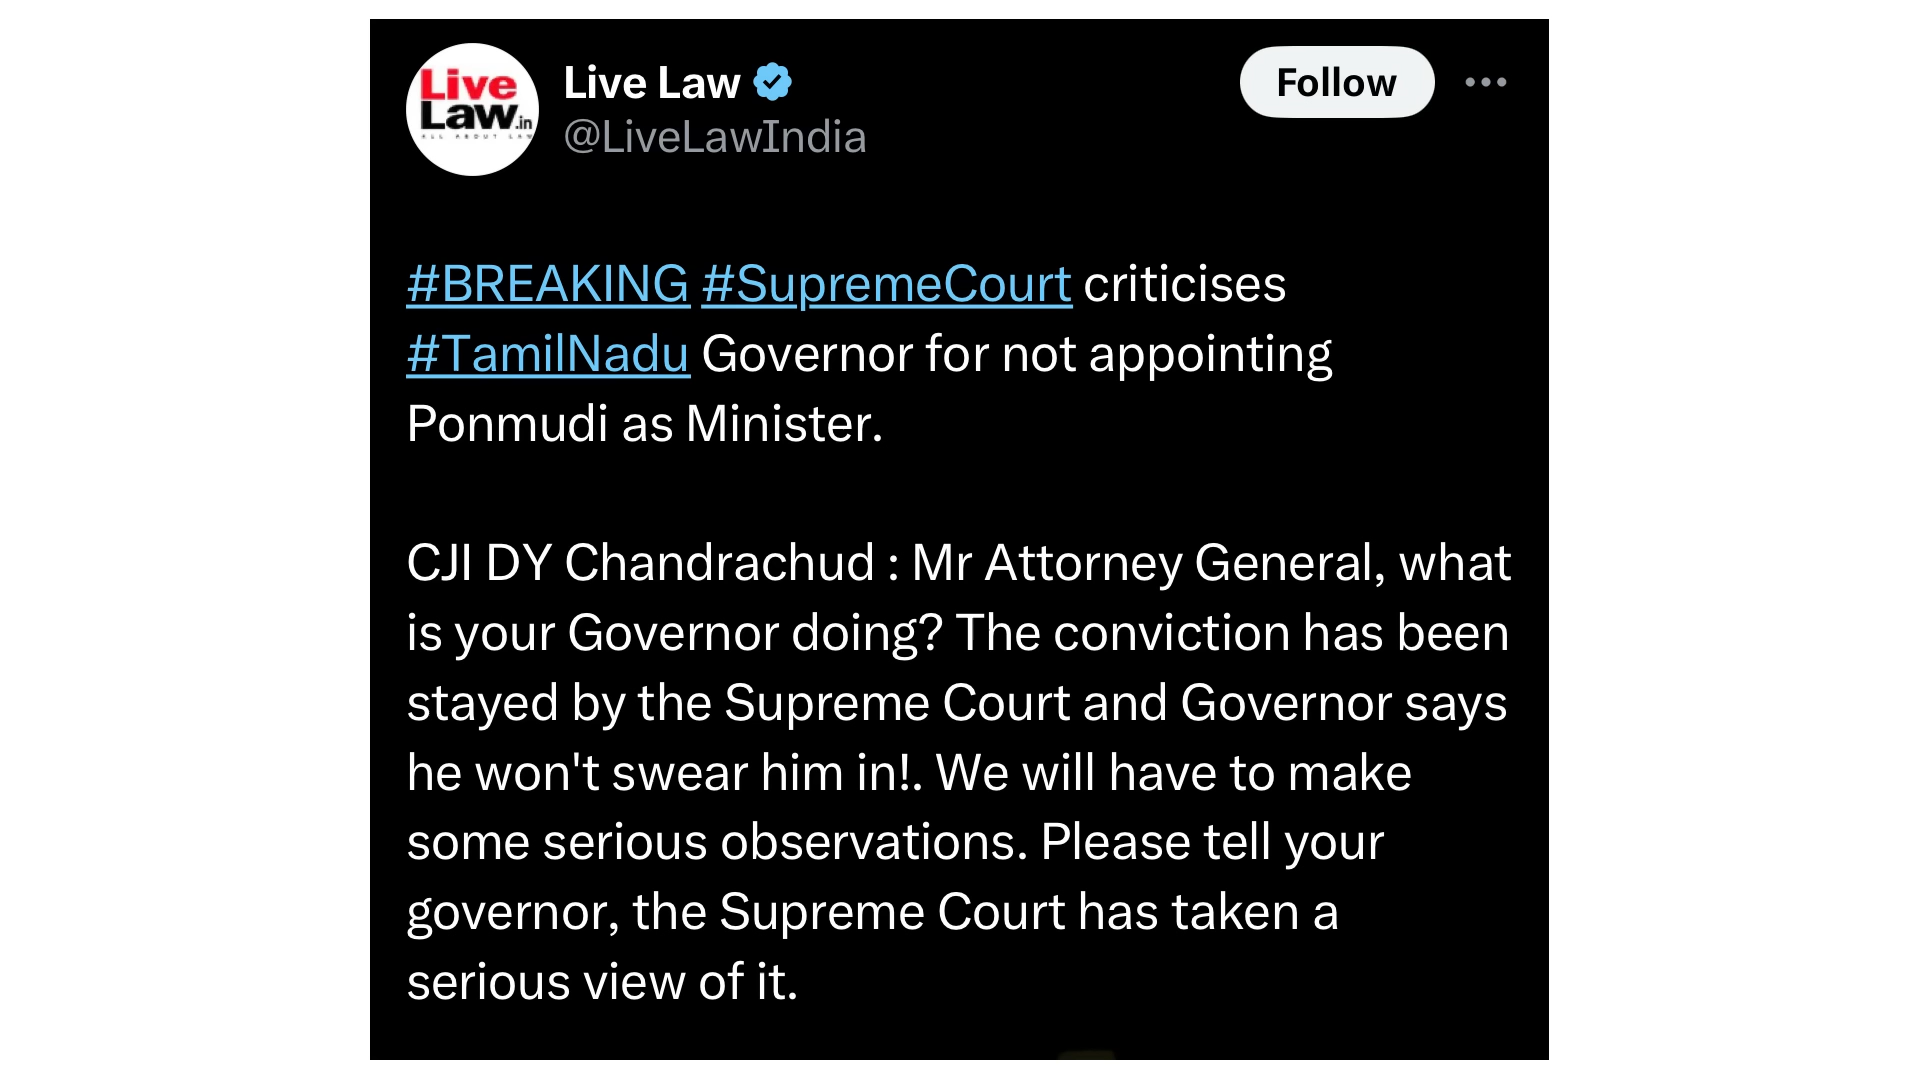 Live
Law.in
ALL ABOUT LAW
Live Law
@LiveLawIndia
Follow
#BREAKING #SupremeCourt criticises
#TamilNadu Governor for not appointing
Ponmudi as Minister.
CJI DY Chandrachud : Mr Attorney General, what
is your Governor doing? The conviction has been
stayed by the Supreme Court and Governor says
he won't swear him in!. We will have to make
some serious observations. Please tell your
governor, the Supreme Court has taken a
serious view of it.